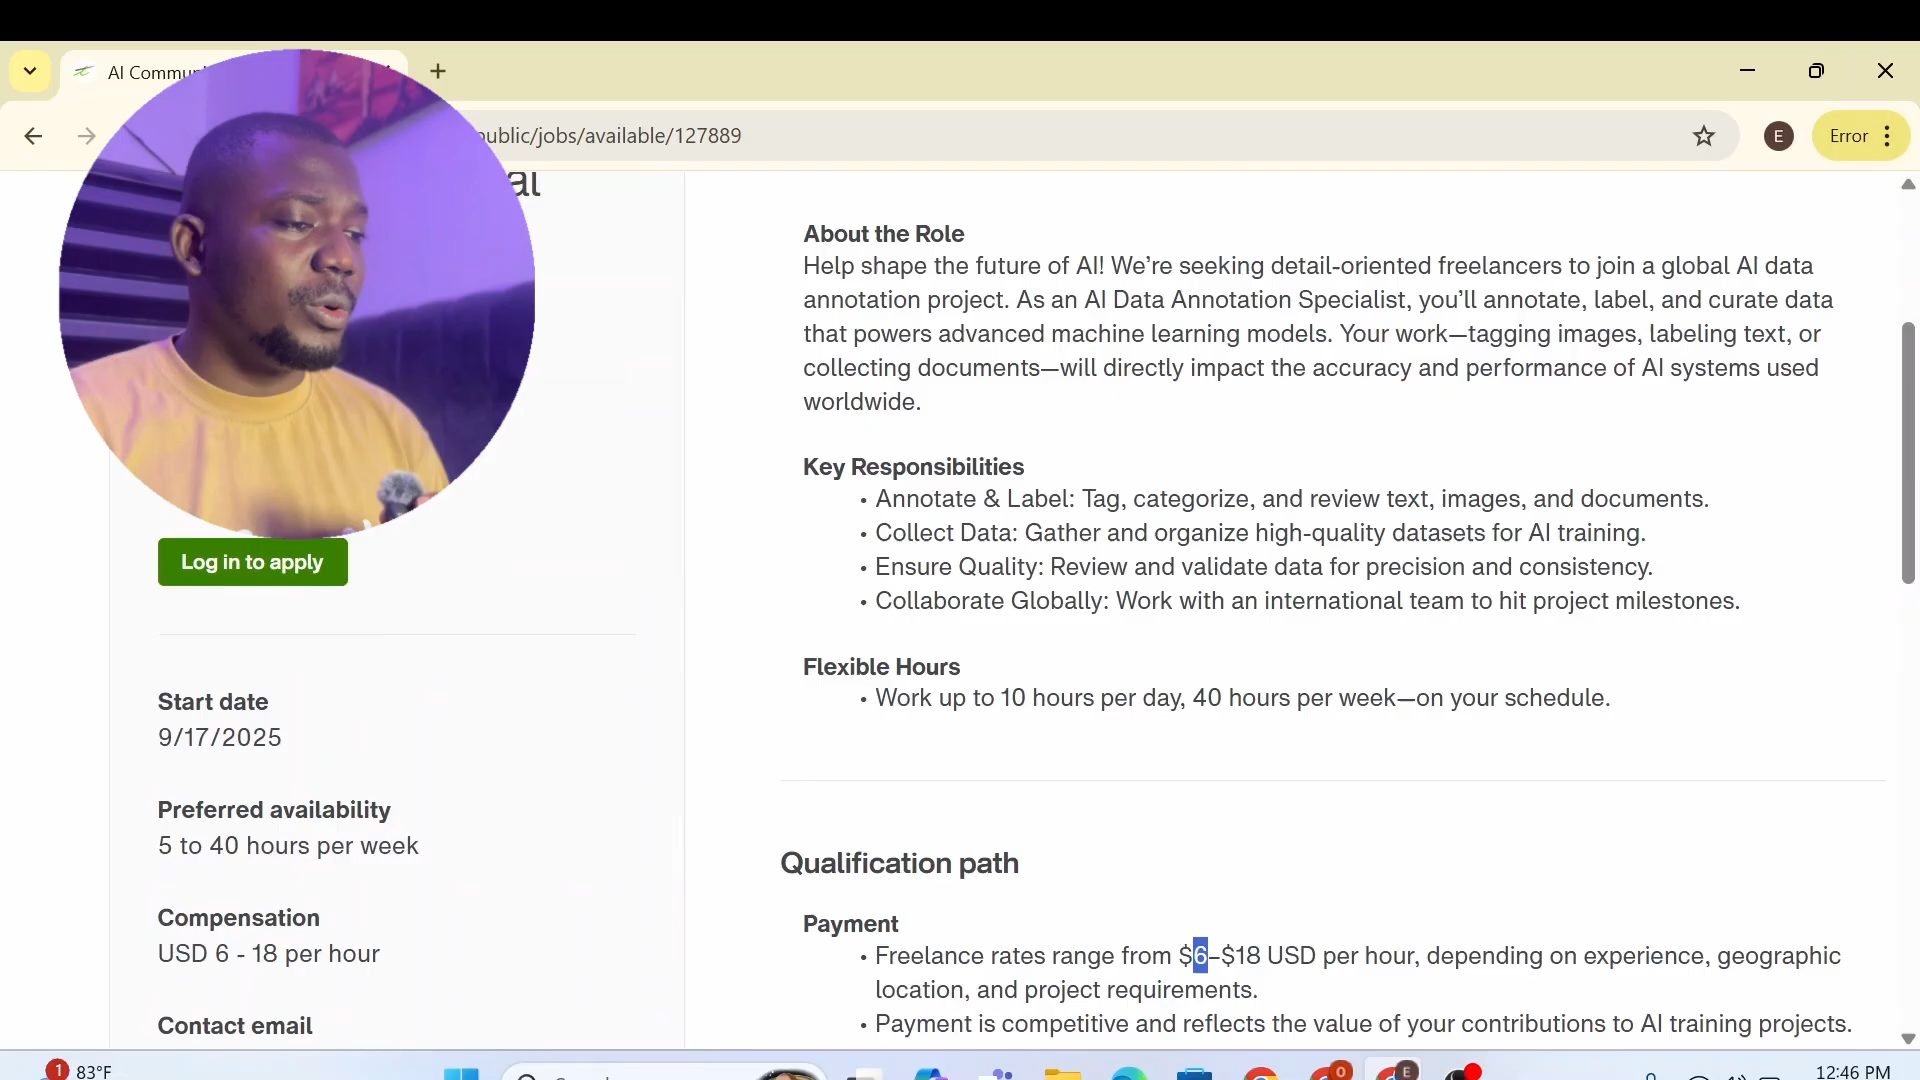 AI Commu
public/jobs/available/127889
E
Error
al
Log in to apply
Start date
9/17/2025
Preferred availability
5 to 40 hours per week
Compensation
USD 6 - 18 per hour
Contact email
About the Role
Help shape the future of AI! We’re seeking detail-oriented freelancers to join a global AI data
annotation project. As an AI Data Annotation Specialist, you’ll annotate, label, and curate data
that powers advanced machine learning models. Your work—tagging images, labeling text, or
collecting documents—will directly impact the accuracy and performance of AI systems used
worldwide.
Key Responsibilities
• Annotate & Label: Tag, categorize, and review text, images, and documents.
• Collect Data: Gather and organize high-quality datasets for AI training.
• Ensure Quality: Review and validate data for precision and consistency.
• Collaborate Globally: Work with an international team to hit project milestones.
Flexible Hours
• Work up to 10 hours per day, 40 hours per week—on your schedule.
Qualification path
Payment
• Freelance rates range from $6–$18 USD per hour, depending on experience, geographic
location, and project requirements.
• Payment is competitive and reflects the value of your contributions to AI training projects.
1
83°F
O
E
12:46 PM